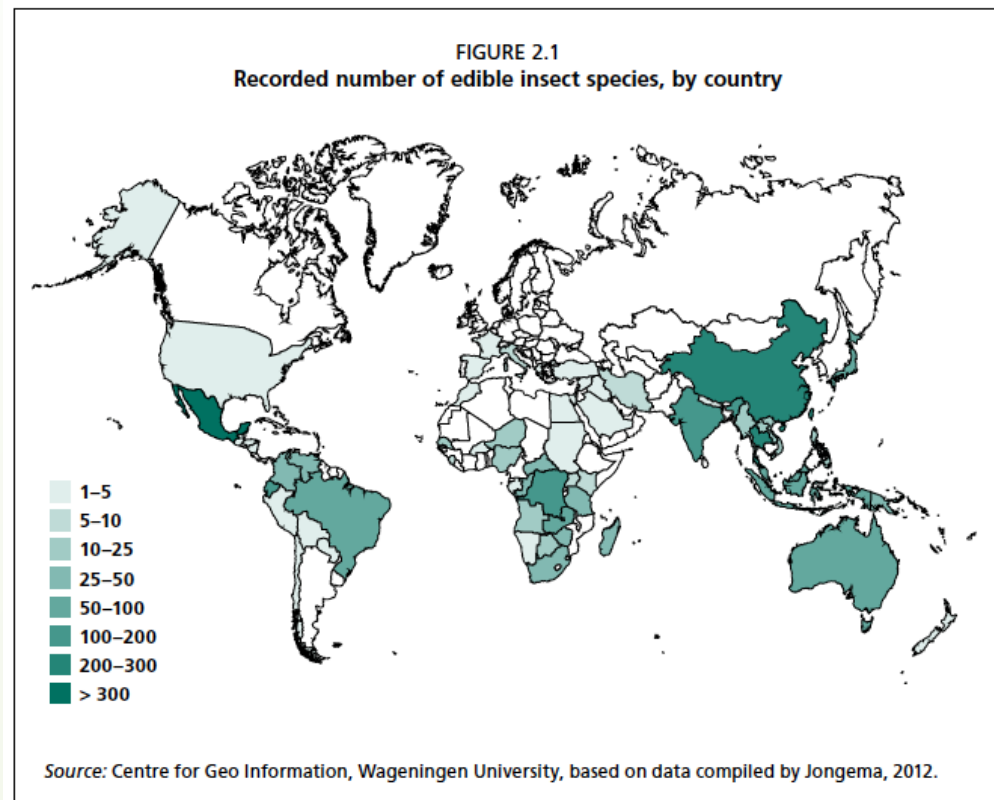 FIGURE 2.1
Recorded number of edible insect species, by country
1–5
5–10
10–25
25–50
50–100
100–200
200–300
> 300
Source: Centre for Geo Information, Wageningen University, based on data compiled by Jongema, 2012.